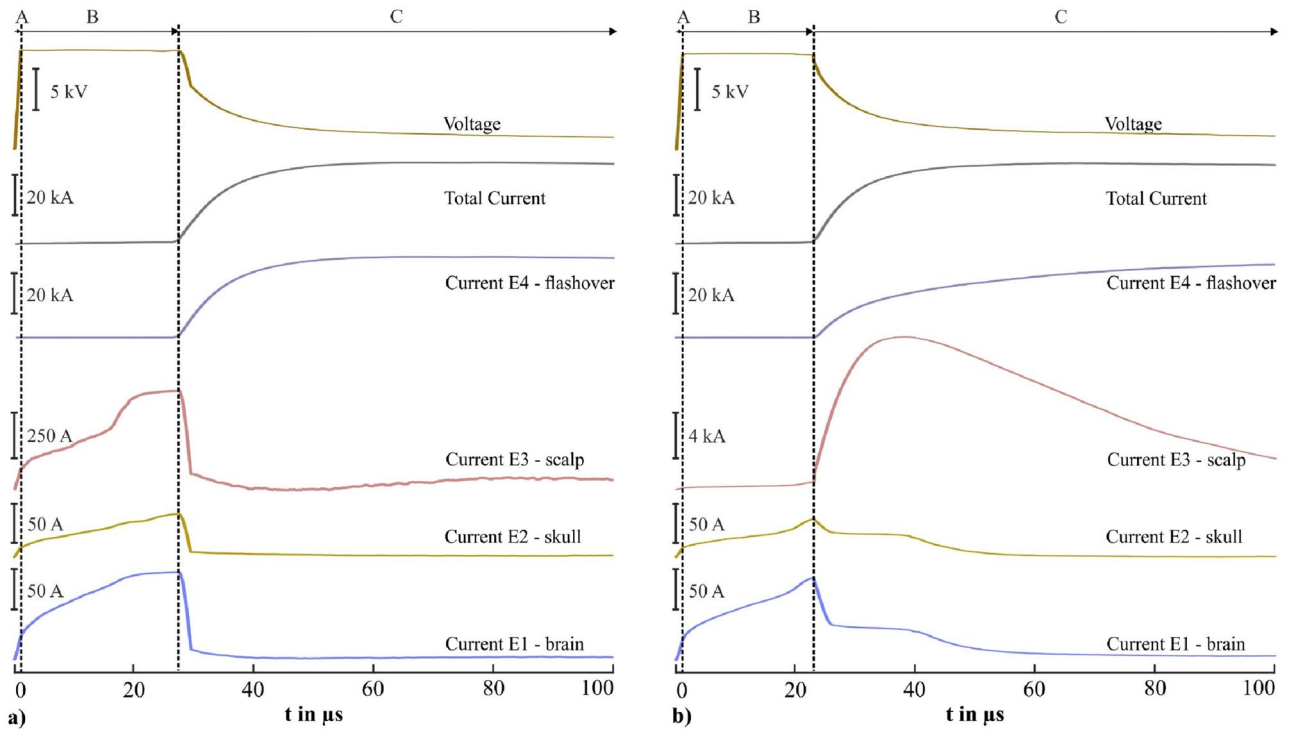 A B C
5 kV
Voltage
20 kA
Total Current
20 kA
Current E4 - flashover
250 A
Current E3 - scalp
50 A
Current E2 - skull
50 A
Current E1 - brain
0 20 40 60 80 100
t in µs
a)
A B C
5 kV
Voltage
20 kA
Total Current
20 kA
Current E4 - flashover
4 kA
Current E3 - scalp
50 A
Current E2 - skull
50 A
Current E1 - brain
0 20 40 60 80 100
t in µs
b)